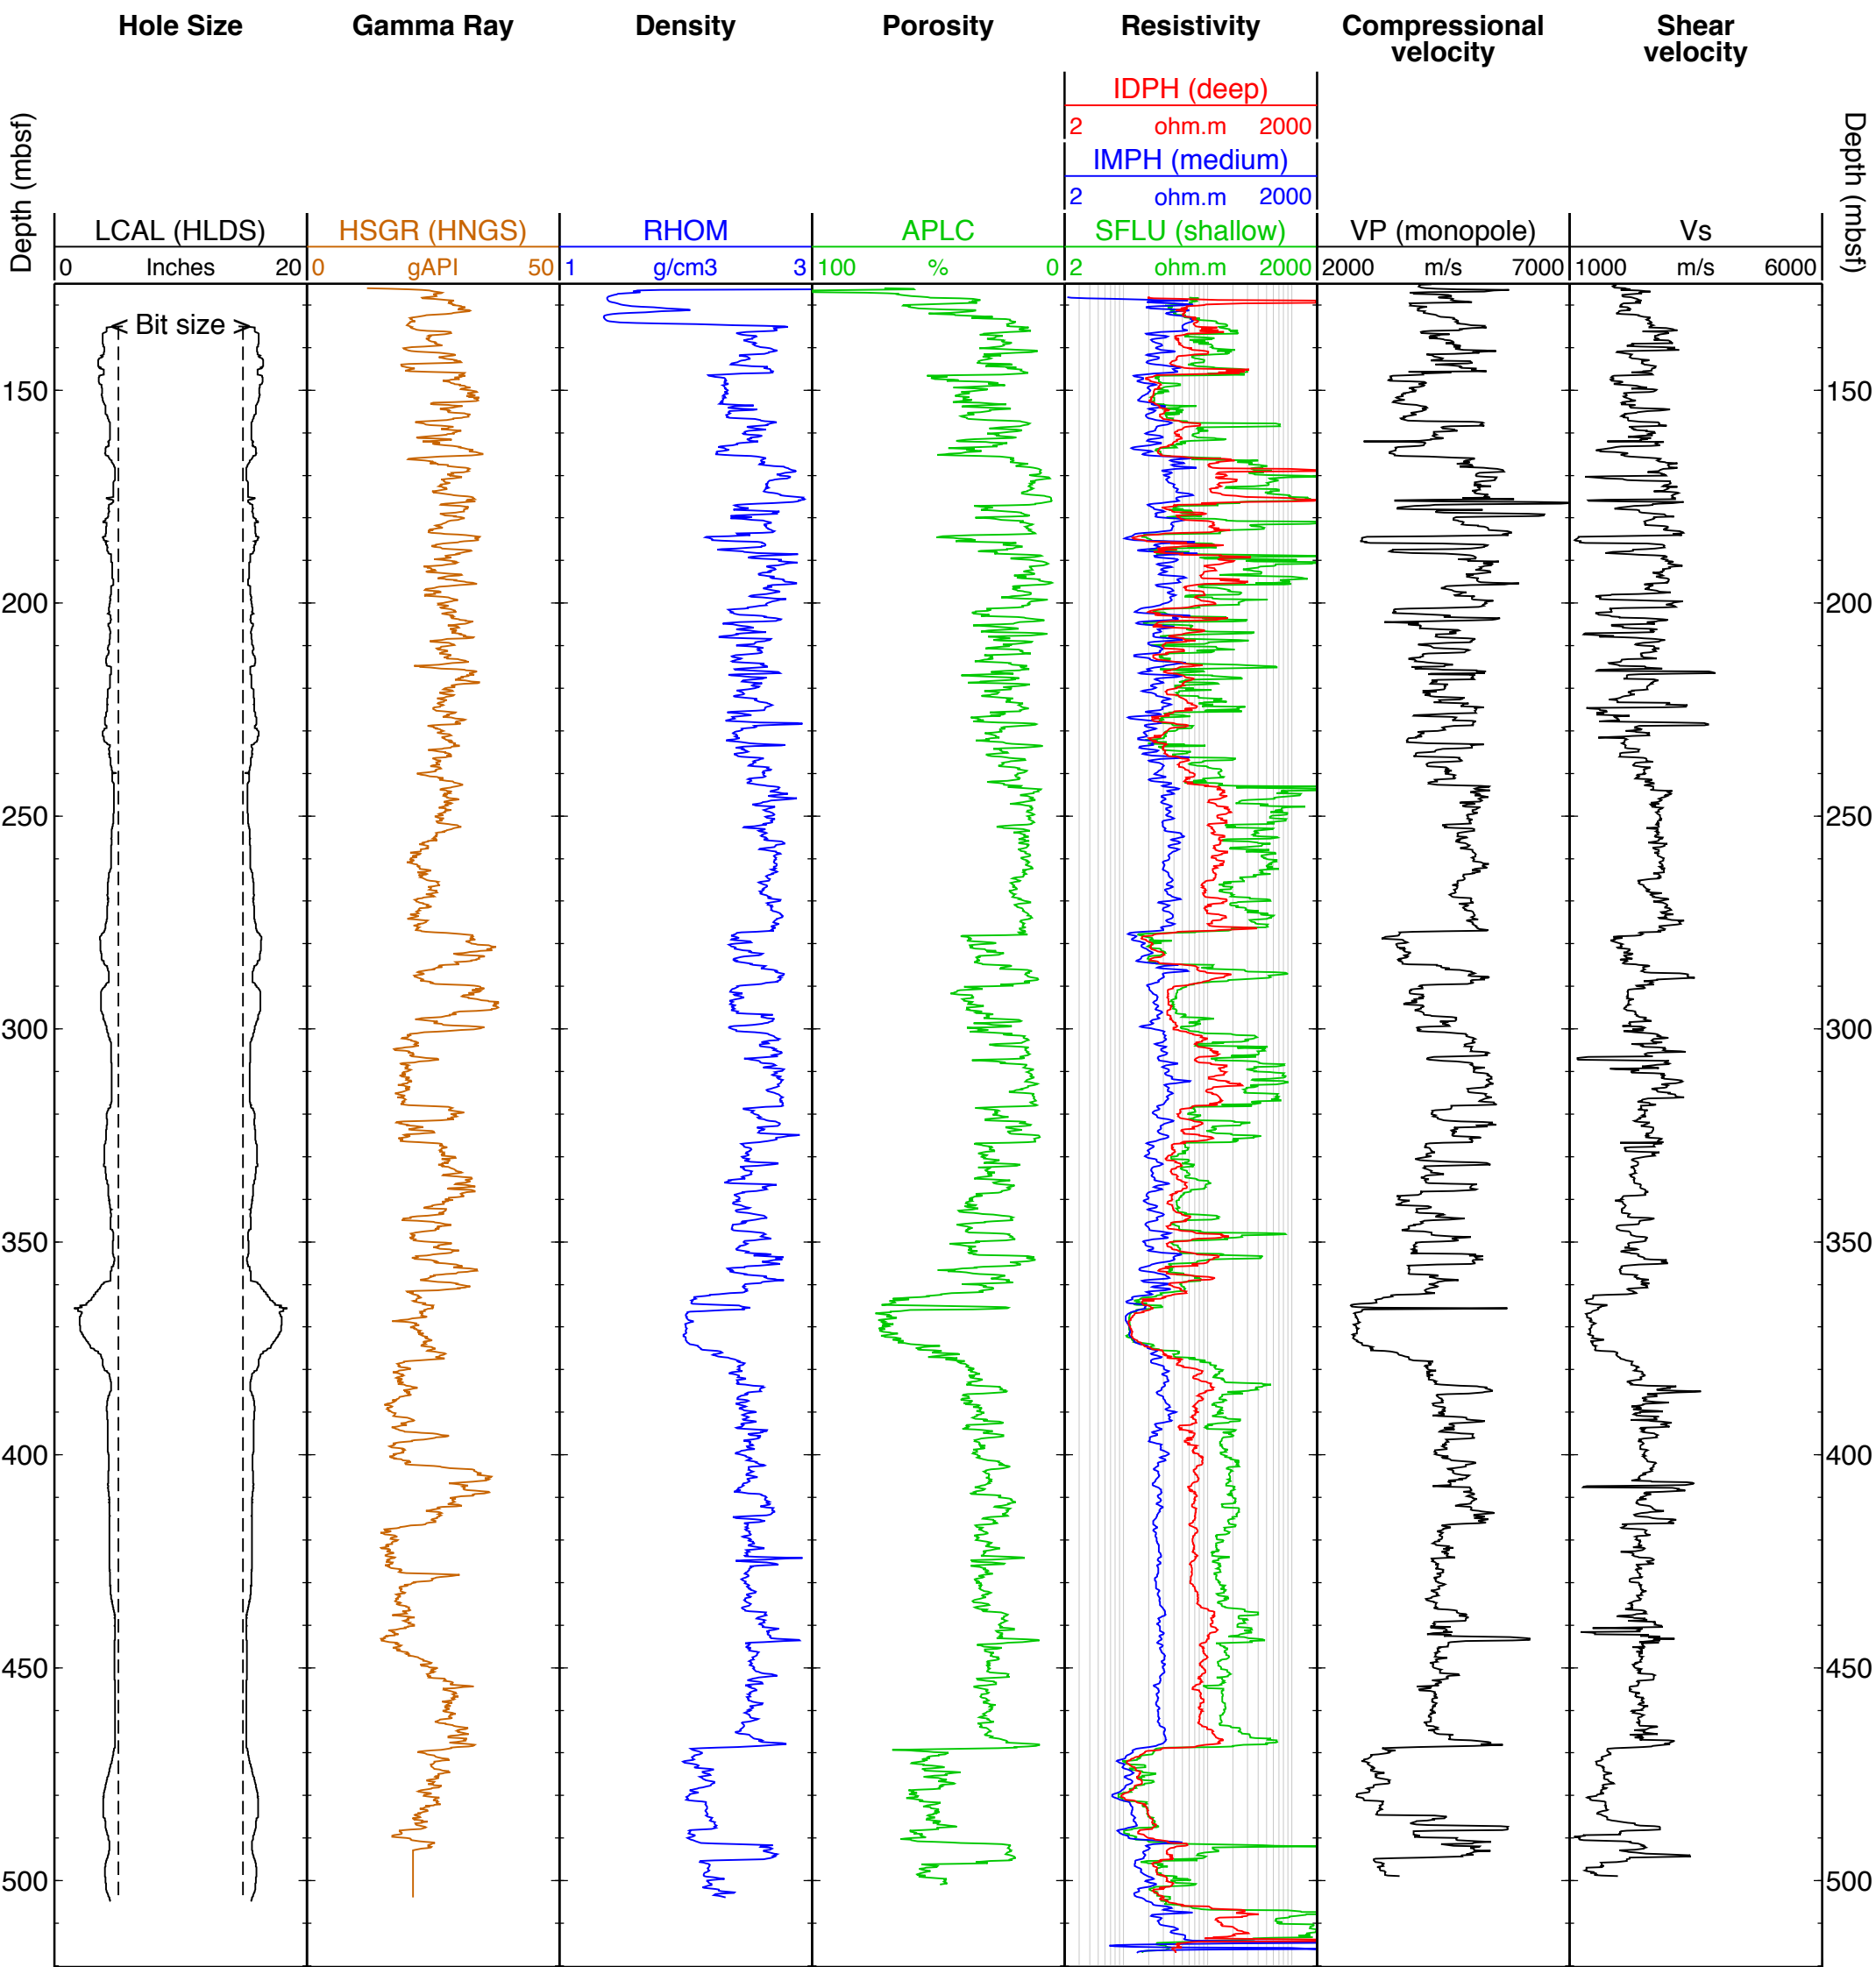 Hole Size Gamma Ray Density Porosity Resistivity Compressional velocity Shear velocity
IDPH (deep)
2 ohm.m 2000
IMPH (medium)
2 ohm.m 2000
Depth (mbsf) LCAL (HLDS) HSGR (HNGS) RHOM APLC SFLU (shallow) VP (monopole) Vs Depth (mbsf)
0 Inches 20 0 gAPI 50 1 g/cm3 3 100 % 0 2 ohm.m 2000 2000 m/s 7000 1000 m/s 6000
Bit size
150 150
200 200
250 250
300 300
350 350
400 400
450 450
500 500